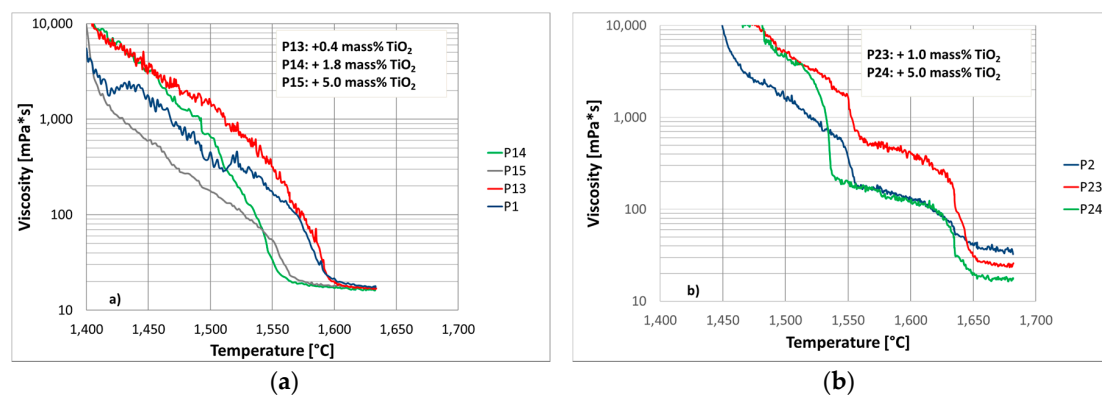 10,000
1,000
100
10
Viscosity [mPa*s]
P13: +0.4 mass% TiO₂
P14: + 1.8 mass% TiO₂
P15: + 5.0 mass% TiO₂
P14
P15
P13
P1
a)
1,400 1,450 1,500 1,550 1,600 1,650 1,700
Temperature [°C]
(a)
10,000
1,000
100
10
Viscosity [mPa*s]
P23: + 1.0 mass% TiO₂
P24: + 5.0 mass% TiO₂
P2
P23
P24
b)
1,400 1,450 1,500 1,550 1,600 1,650 1,700
Temperature [°C]
(b)